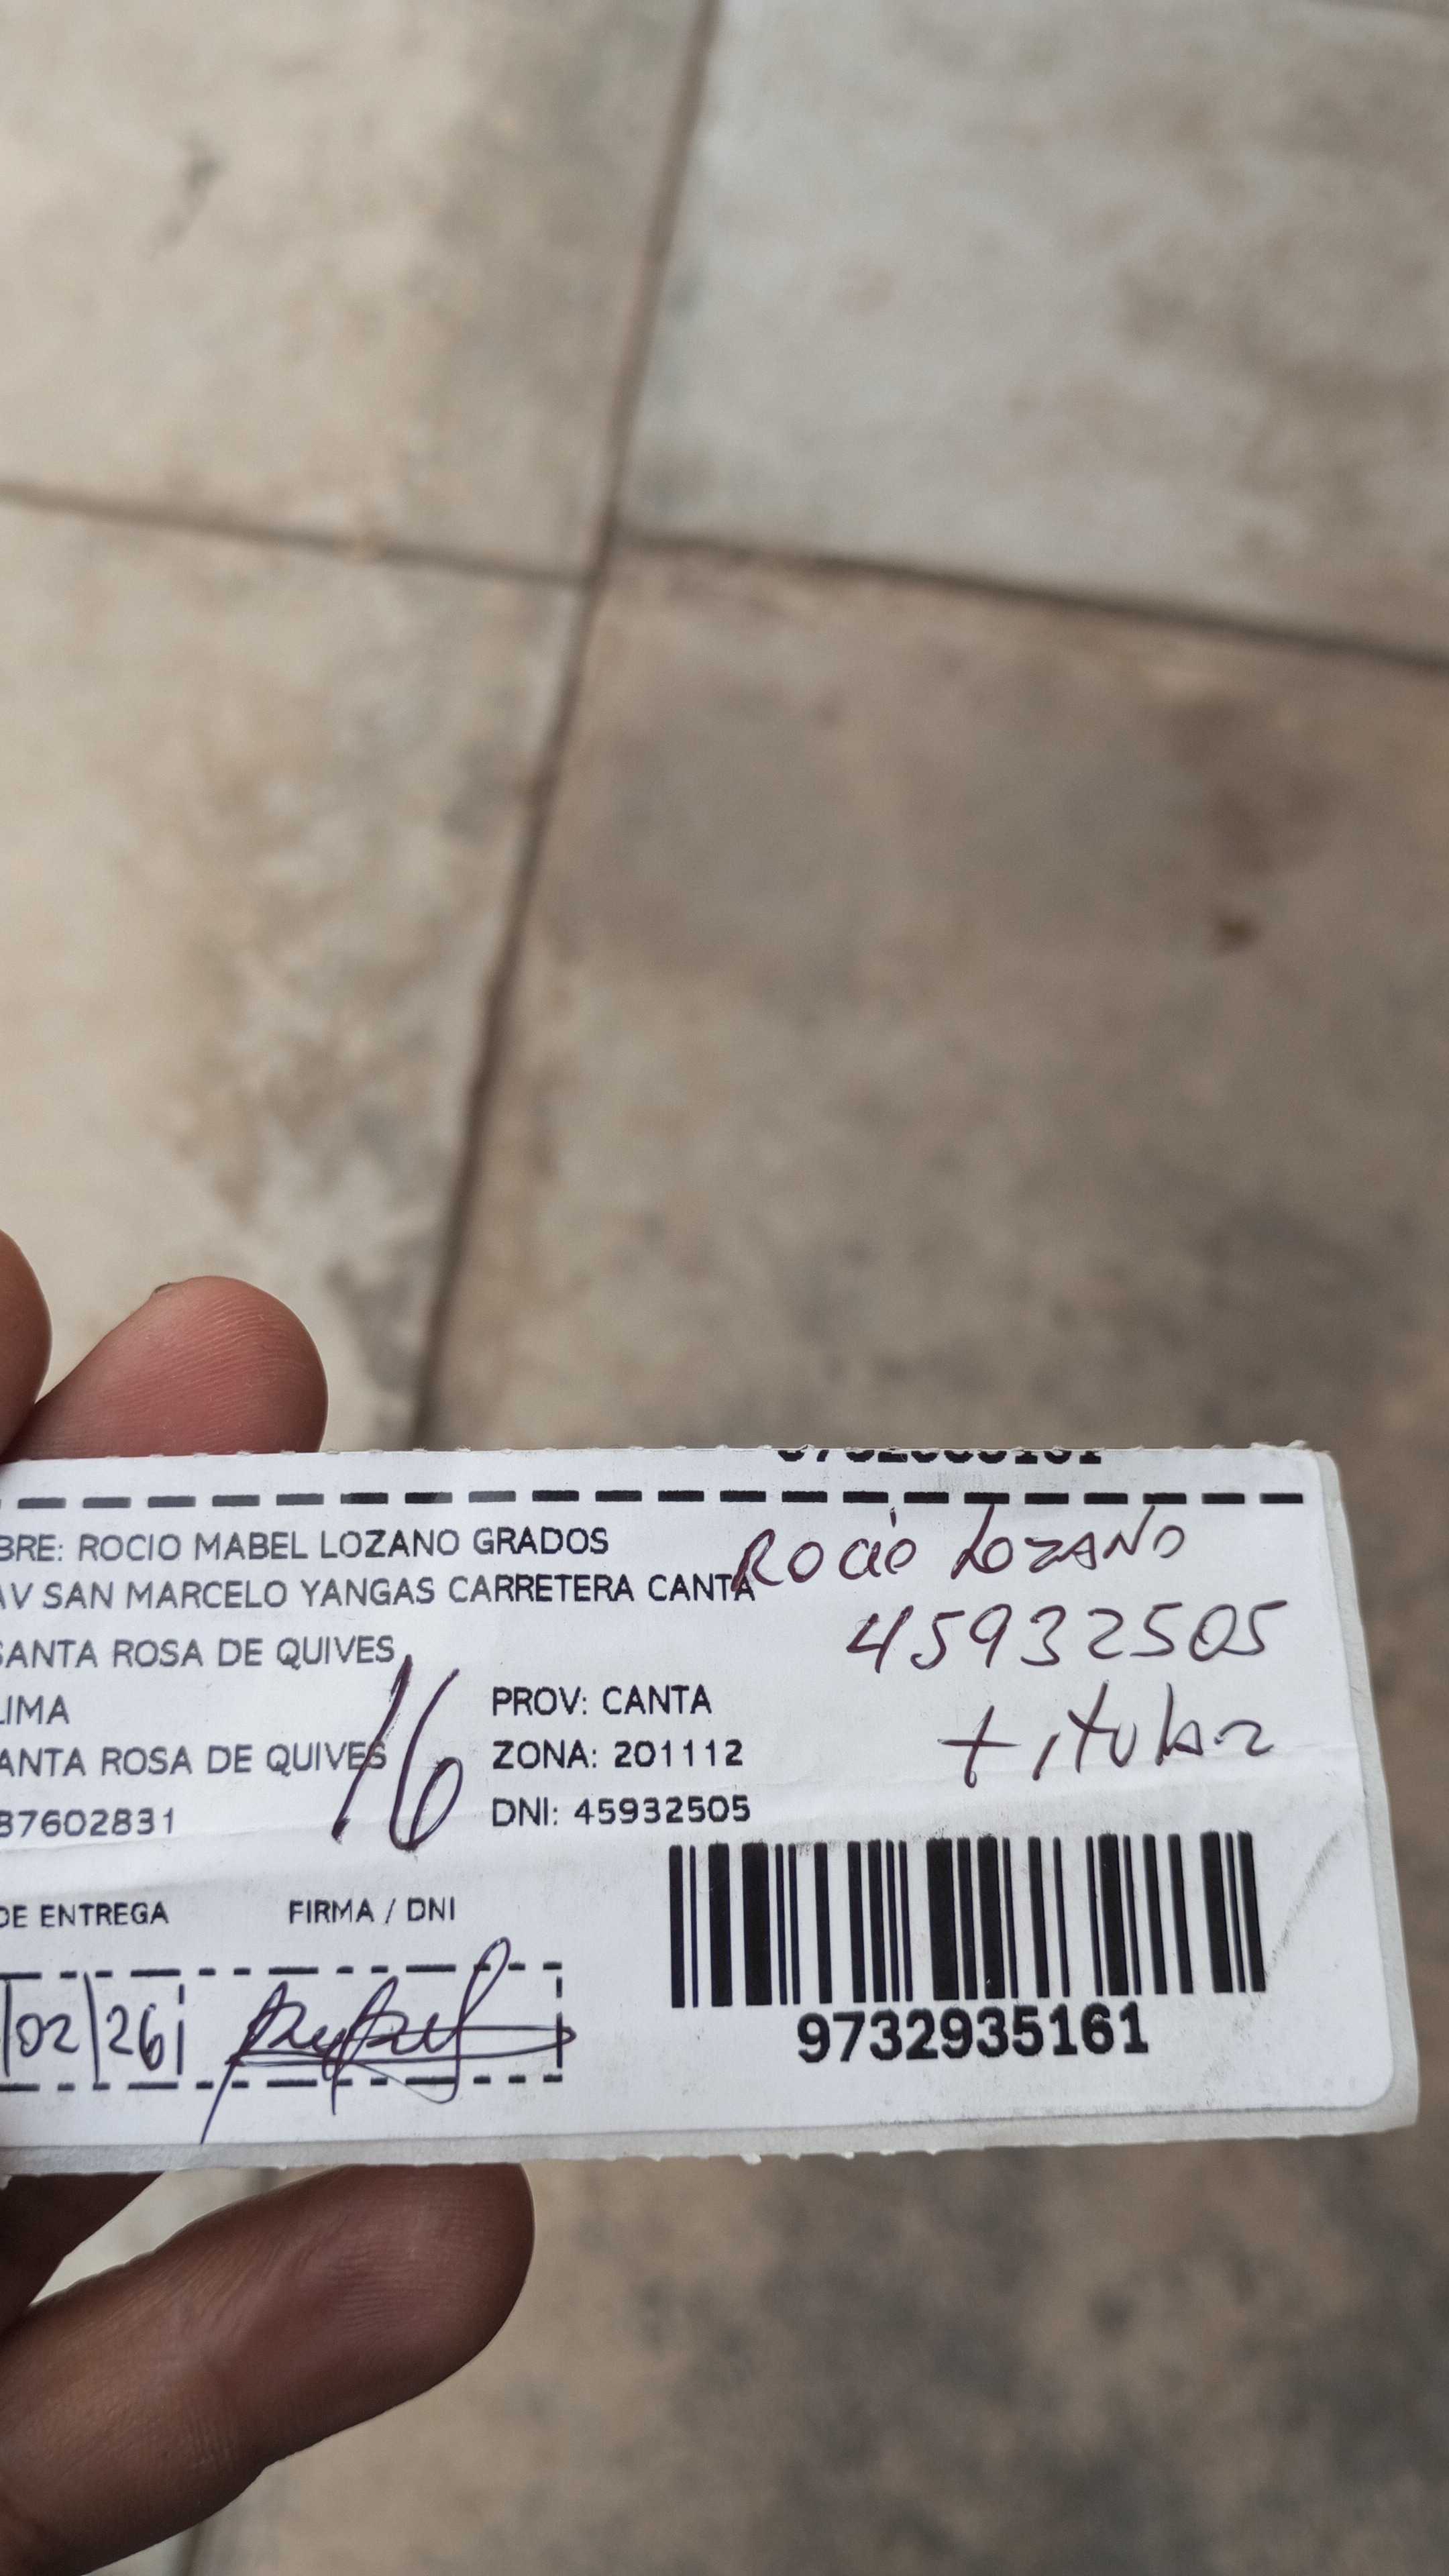 BRE: ROCIO MABEL LOZANO GRADOS
Rocio Lozano
AV SAN MARCELO YANGAS CARRETERA CANTA
45932505
SANTA ROSA DE QUIVES
16
LIMA
PROV: CANTA
+itular
ANTA ROSA DE QUIVES
ZONA: 201112
87602831
DNI: 45932505
DE ENTREGA
FIRMA / DNI
02|26
9732935161